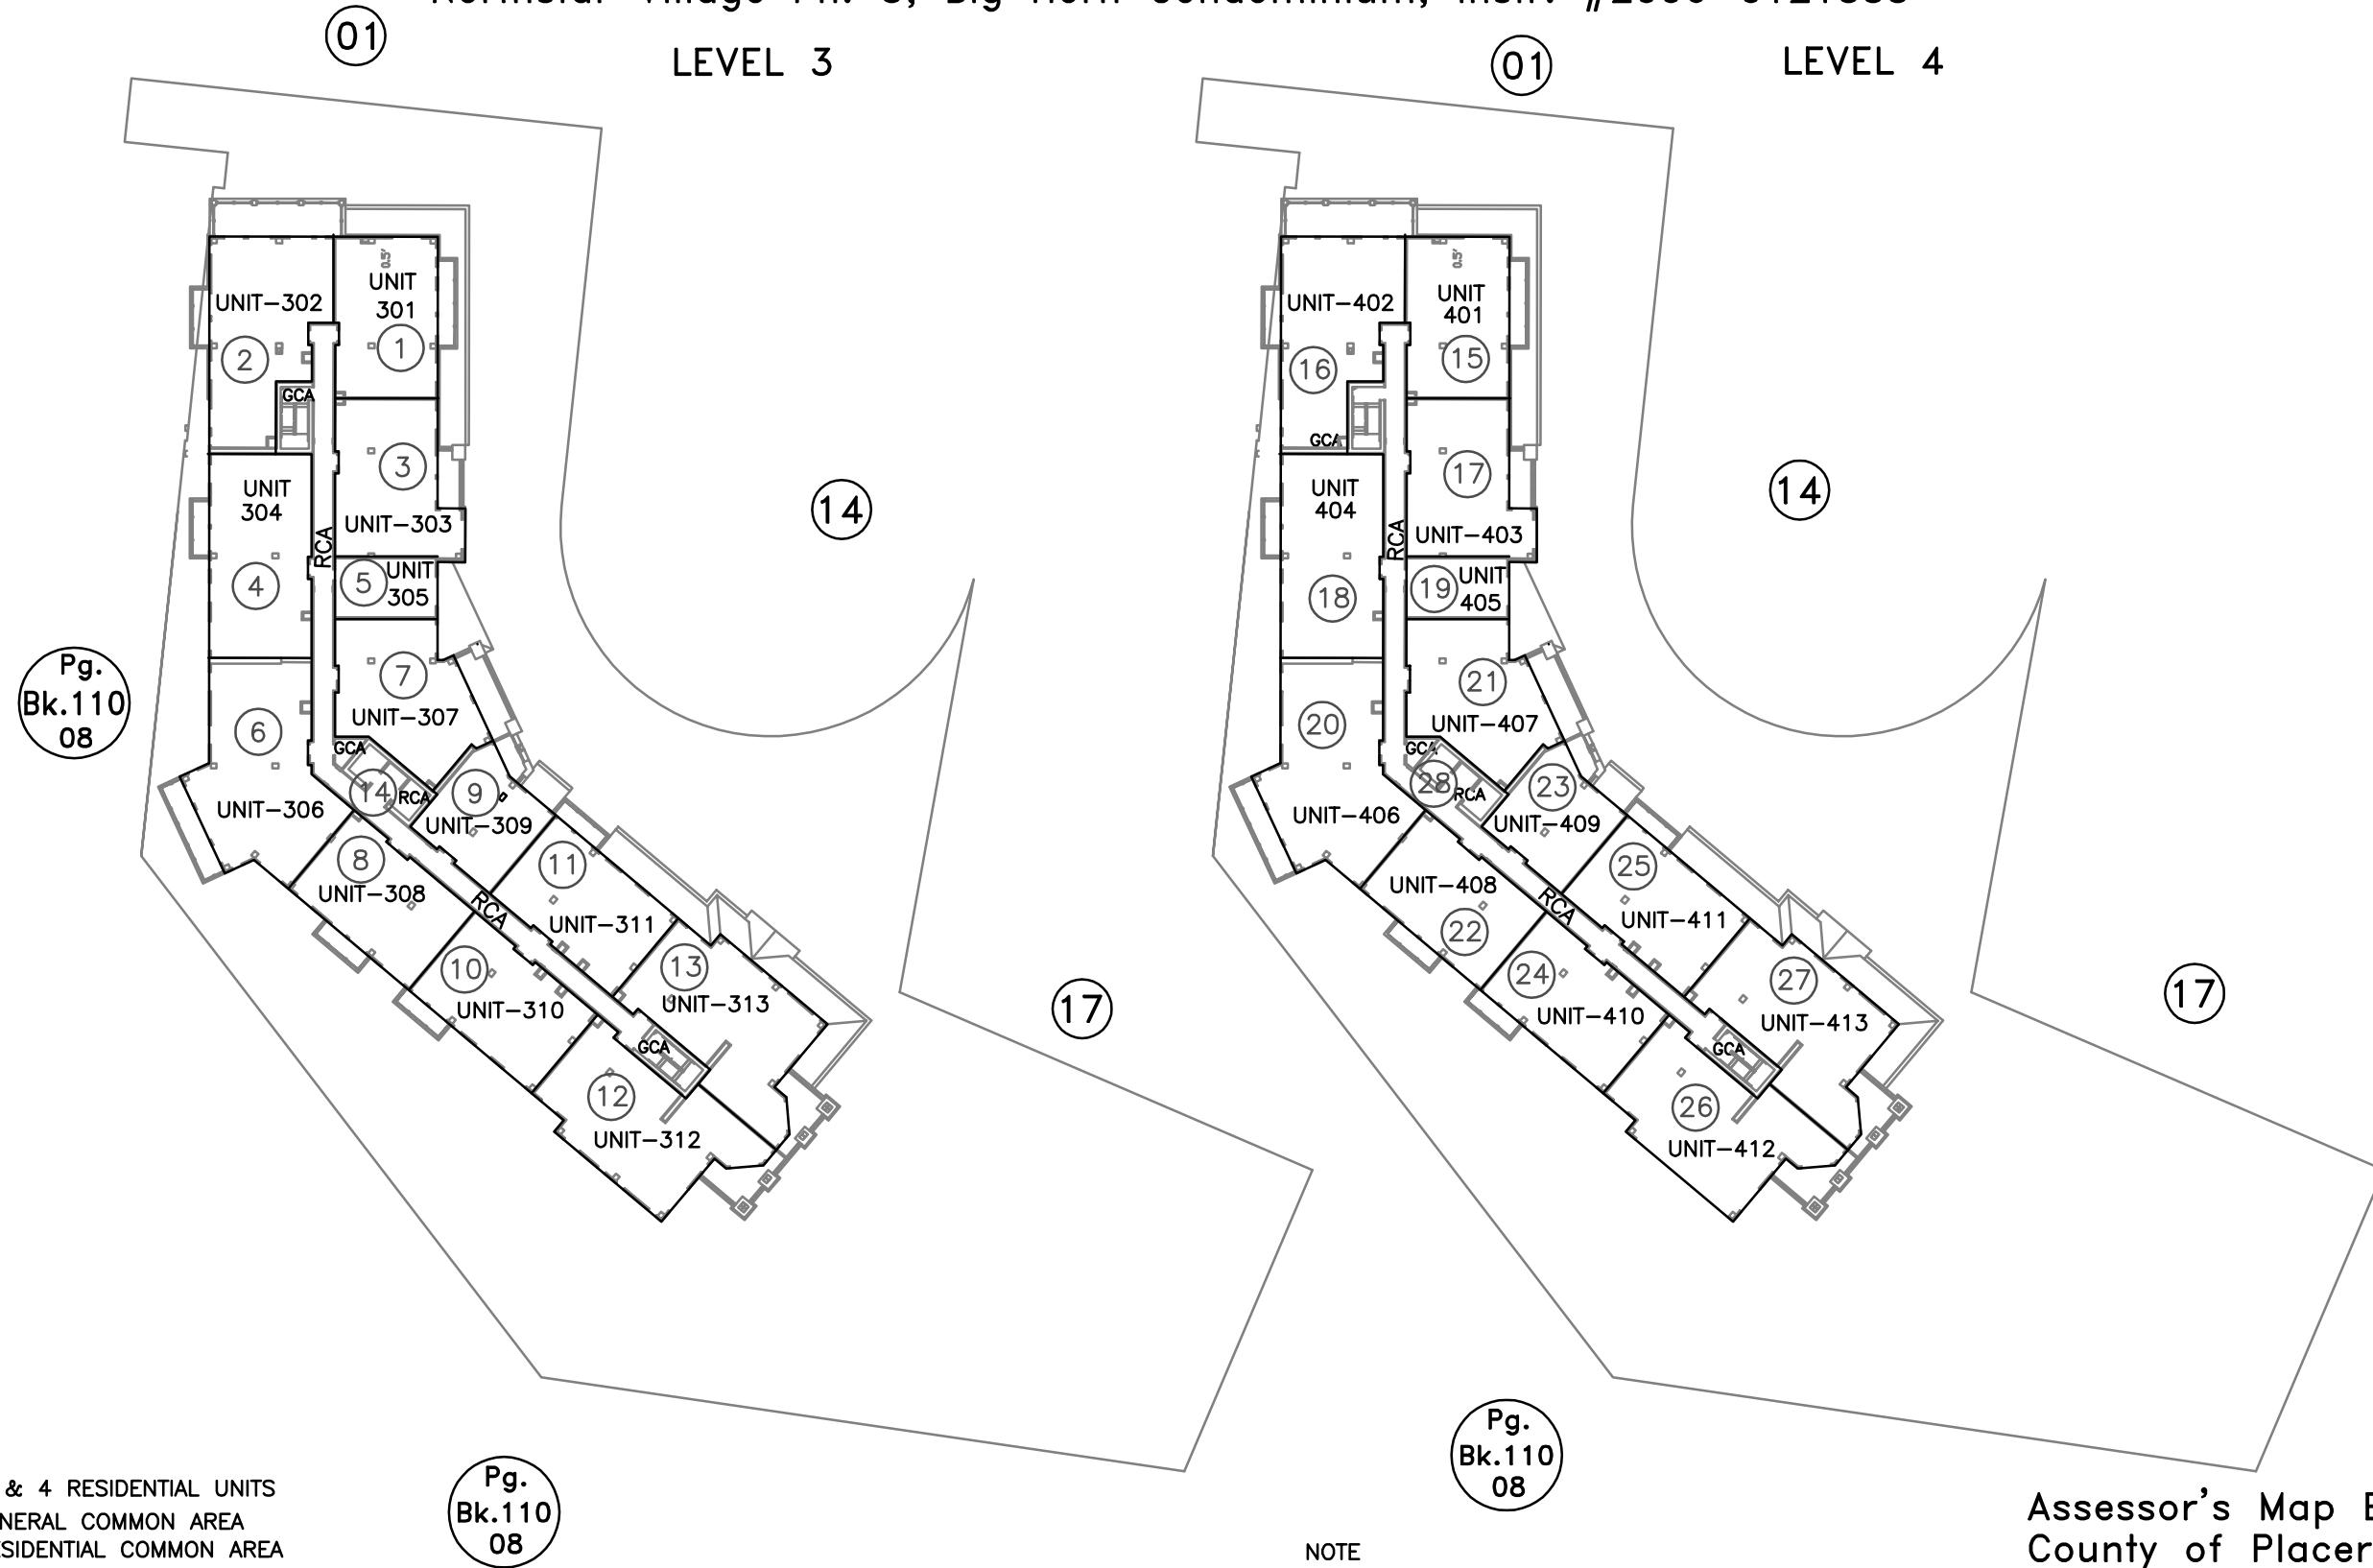 01
LEVEL 3
01
LEVEL 4
0.5'
UNIT
301
1
UNIT-302
2
GCA
3
UNIT-303
UNIT
304
4
RCA
5
UNIT
305
7
UNIT-307
6
UNIT-306
GCA
14
RCA
9
UNIT-309
8
UNIT-308
RCA
11
UNIT-311
10
UNIT-310
13
UNIT-313
GCA
12
UNIT-312
14
17
Pg.
Bk.110
08
0.5'
UNIT
401
15
UNIT-402
16
GCA
17
UNIT-403
UNIT
404
18
RCA
19
UNIT
405
21
UNIT-407
20
UNIT-406
GCA
28
RCA
23
UNIT-409
UNIT-408
22
RCA
25
UNIT-411
24
UNIT-410
27
UNIT-413
GCA
26
UNIT-412
14
17
Pg.
Bk.110
08
& 4 RESIDENTIAL UNITS
COMMON AREA
COMMON AREA
Pg.
Bk.110
08
NOTE
Assessor's Map
County of Placer